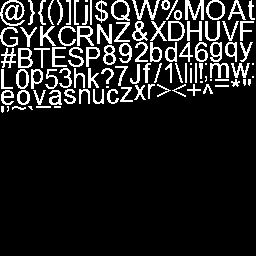 @}{()[]j|$QW%MOAt
GYKCRNZ&XDHUVF
#BTESP892bd46gqy
L0p53hk?7Jf/1\lil!;mw:
eovasnuczxr><+^=*"
"~`-_